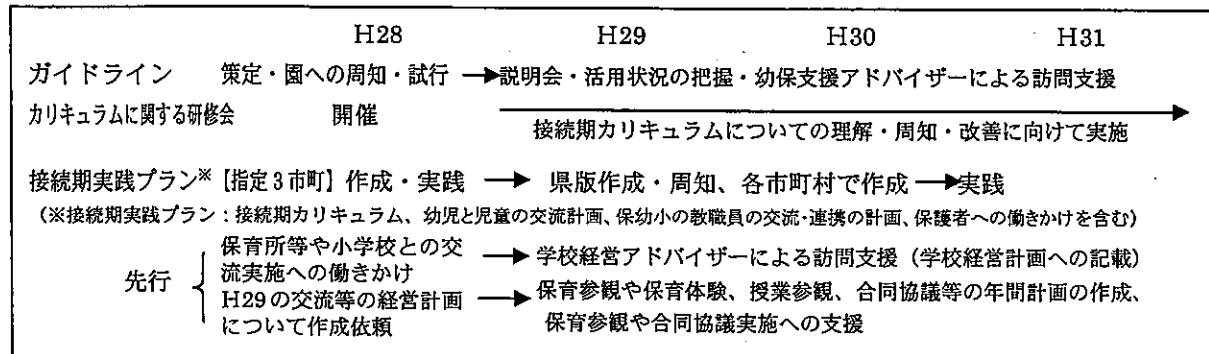 H28 H29 H30 H31
ガイドライン 策定・園への周知・試行 → 説明会・活用状況の把握・幼保支援アドバイザーによる訪問支援
カリキュラムに関する研修会 開催
接続期カリキュラムについての理解・周知・改善に向けて実施
接続期実践プラン※【指定3市町】作成・実践 → 県版作成・周知、各市町村で作成 → 実践
(※接続期実践プラン:接続期カリキュラム、幼児と児童の交流計画、保幼小の教職員の交流・連携の計画、保護者への働きかけを含む)
先行
保育所等や小学校との交
流実施への働きかけ
→ 学校経営アドバイザーによる訪問支援(学校経営計画への記載)
H29の交流等の経営計画
について作成依頼
→ 保育参観や保育体験、授業参観、合同協議等の年間計画の作成、
保育参観や合同協議実施への支援